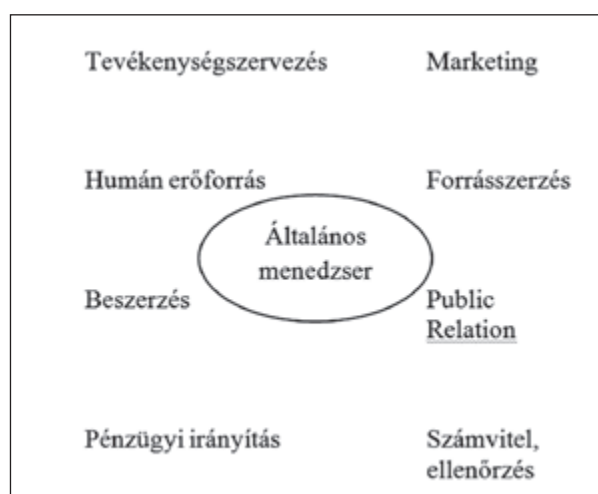 Tevékenységszervezés Marketing
Humán erőforrás Forrásszerzés
Általános
menedzser
Beszerzés Public
Relation
Pénzügyi irányítás Számvitel,
ellenőrzés